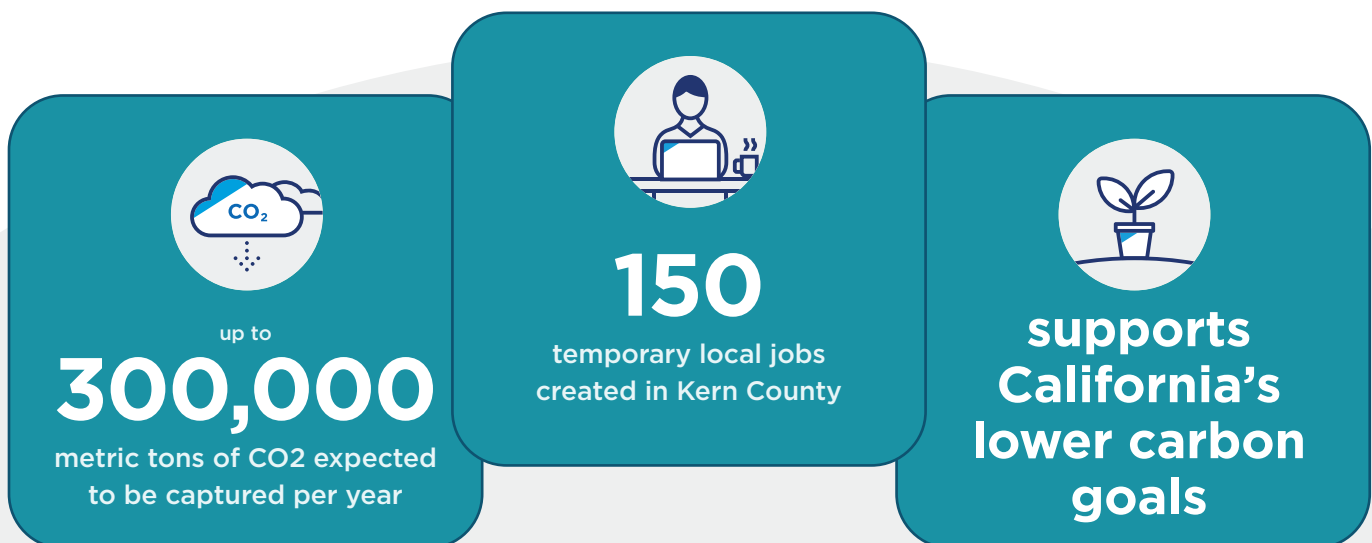 CO₂
up to
300,000
metric tons of CO2 expected
to be captured per year
150
temporary local jobs
created in Kern County
supports
California’s
lower carbon
goals